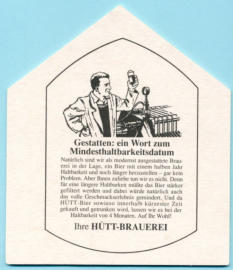 Gestatten: ein Wort zum
Mindesthaltbarkeitsdatum
Natürlich sind wir als modernst ausgestattete Brau-
erei in der Lage, ein Bier mit einem halben Jahr
Haltbarkeit und noch länger herzustellen – gar kein
Problem. Aber Ihnen zuliebe tun wir es nicht. Denn
für eine längere Haltbarkeit müßte das Bier stärker
gefiltert werden und dabei würde natürlich auch das
volle Geschmackserlebnis gemindert. Und da
HÜTT-Bier sowieso innerhalb kürzester Zeit
gekauft und getrunken wird, lassen wir es bei der
Haltbarkeit von 4 Monaten. Auf Ihr Wohl!
Ihre HÜTT-BRAUEREI